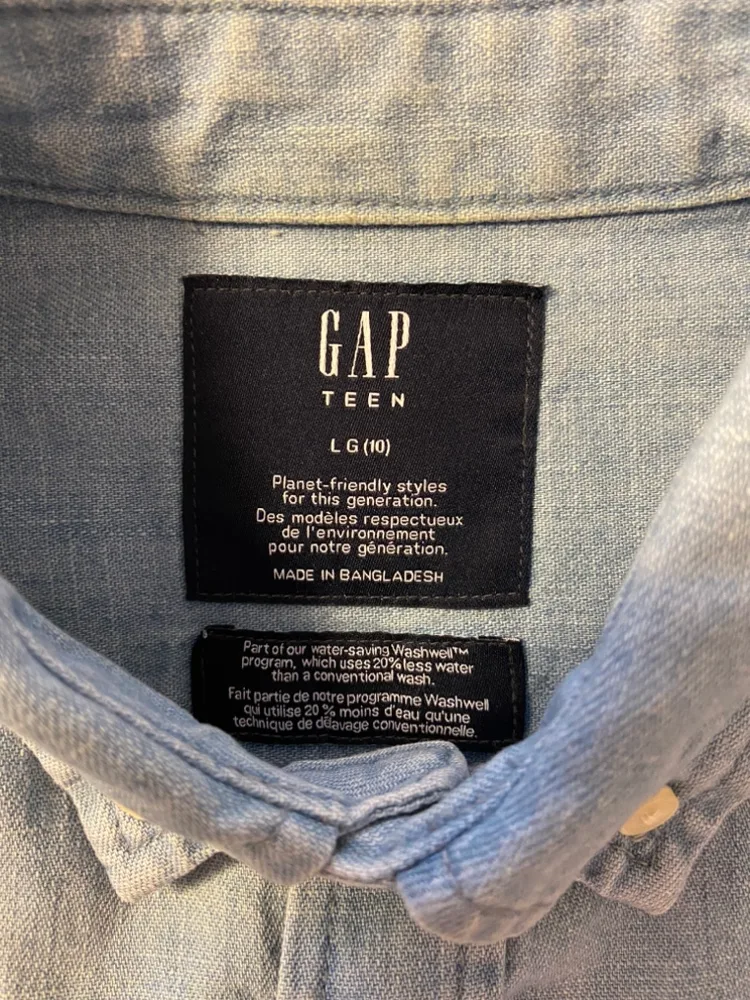 GAP
TEEN
LG (10)
Planet-friendly styles
for this generation.
Des modèles respectueux
de l'environnement
pour notre génération.
MADE IN BANGLADESH
Part of our water-saving Washwell™
program, which uses 20% less water
than a conventional wash.
Fait partie de notre programme Washwell
qui utilise 20 % moins d'eau qu'une
technique de délavage conventionnelle.